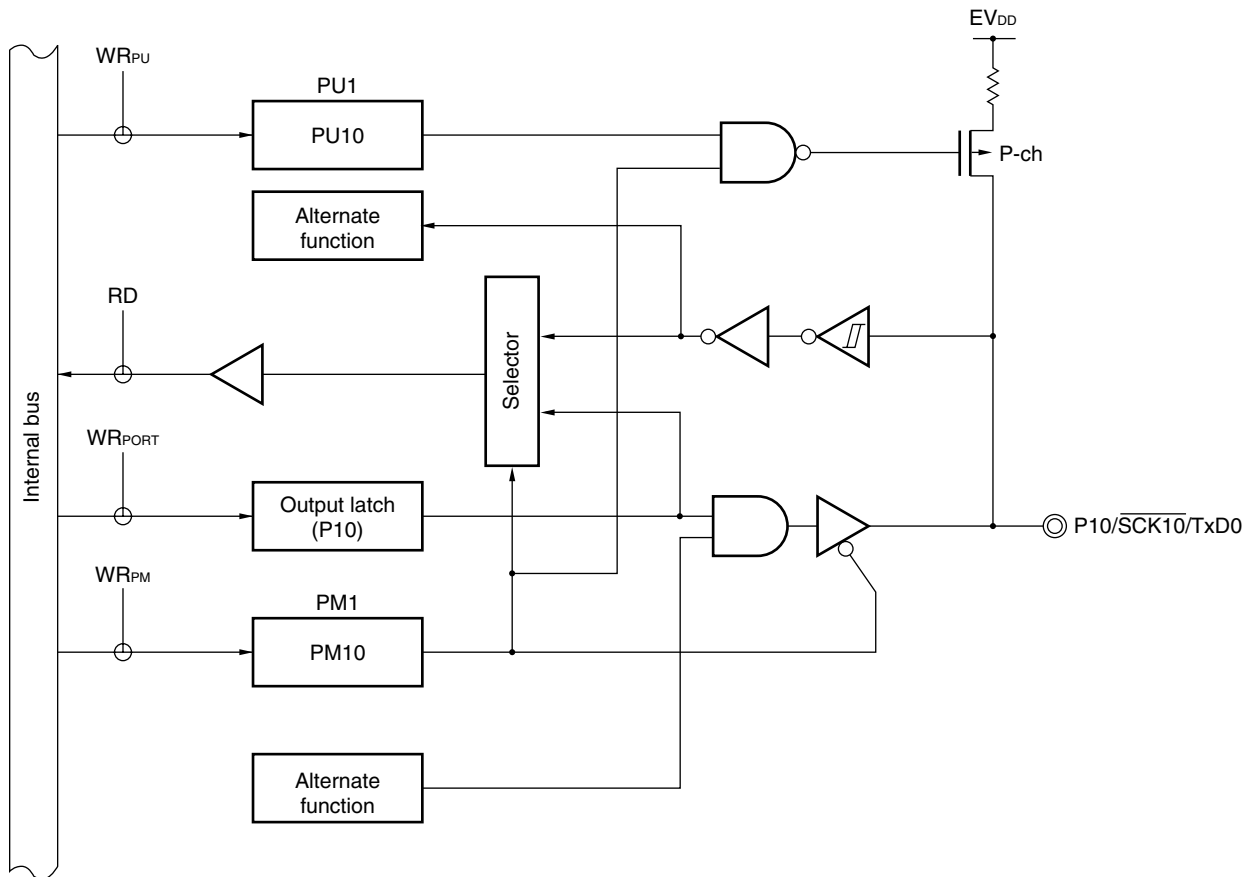 EVDD
WRPU
PU1
PU10
P-ch
Alternate
function
RD
Selector
Internal bus
WRPORT
Output latch
(P10)
P10/SCK10/TxD0
WRPM
PM1
PM10
Alternate
function